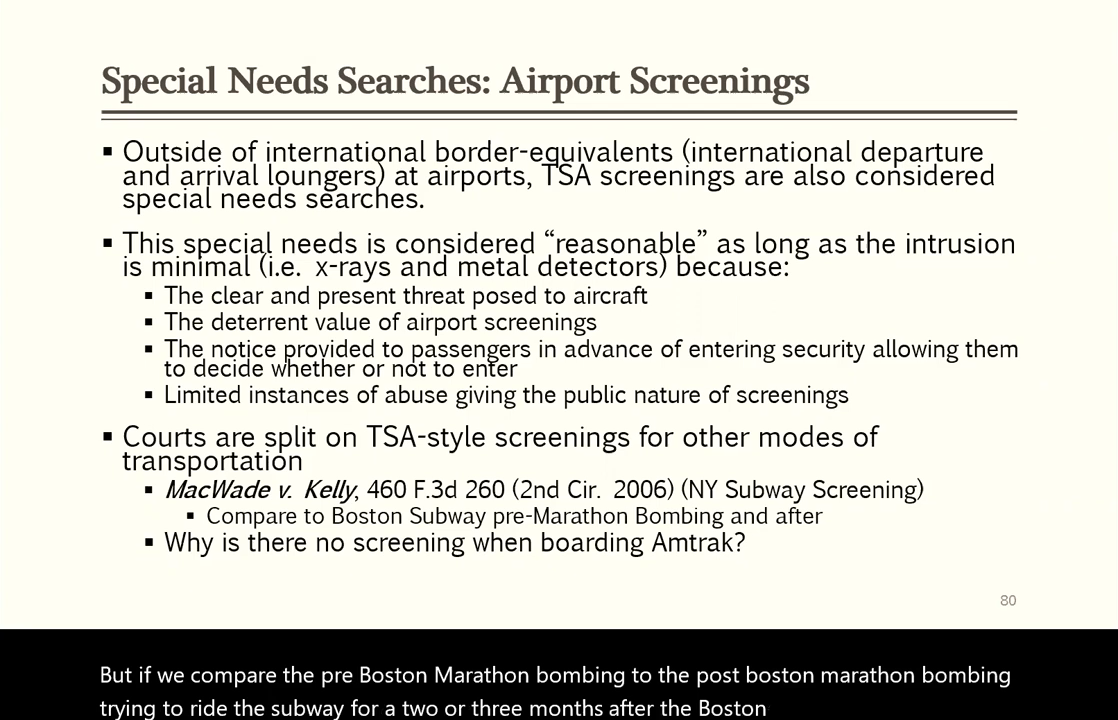 Special Needs Searches: Airport Screenings
▪ Outside of international border-equivalents (international departure
and arrival loungers) at airports, TSA screenings are also considered
special needs searches.
▪ This special needs is considered “reasonable” as long as the intrusion
is minimal (i.e. x-rays and metal detectors) because:
▪ The clear and present threat posed to aircraft
▪ The deterrent value of airport screenings
▪ The notice provided to passengers in advance of entering security allowing them
to decide whether or not to enter
▪ Limited instances of abuse giving the public nature of screenings
▪ Courts are split on TSA-style screenings for other modes of
transportation
▪ MacWade v. Kelly, 460 F.3d 260 (2nd Cir. 2006) (NY Subway Screening)
▪ Compare to Boston Subway pre-Marathon Bombing and after
▪ Why is there no screening when boarding Amtrak?
80
But if we compare the pre Boston Marathon bombing to the post boston marathon bombing
trying to ride the subway for a two or three months after the Boston